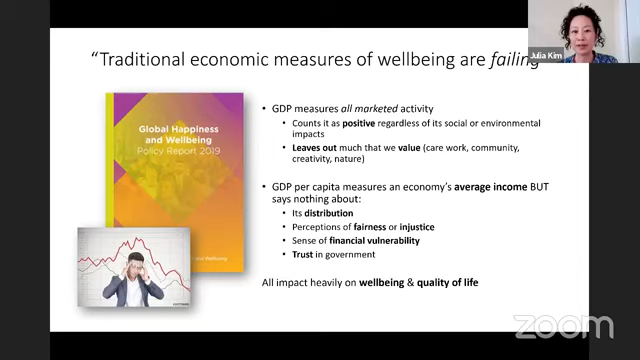 Julia Kim
“Traditional economic measures of wellbeing are failing
Global Happiness
and Wellbeing
Policy Report 2019
and Wellbeing
• GDP measures all marketed activity
• Counts it as positive regardless of its social or environmental
impacts
• Leaves out much that we value (care work, community,
creativity, nature)
• GDP per capita measures an economy's average income BUT
says nothing about:
• Its distribution
• Perceptions of fairness or injustice
• Sense of financial vulnerability
• Trust in government
All impact heavily on wellbeing & quality of life
zoom